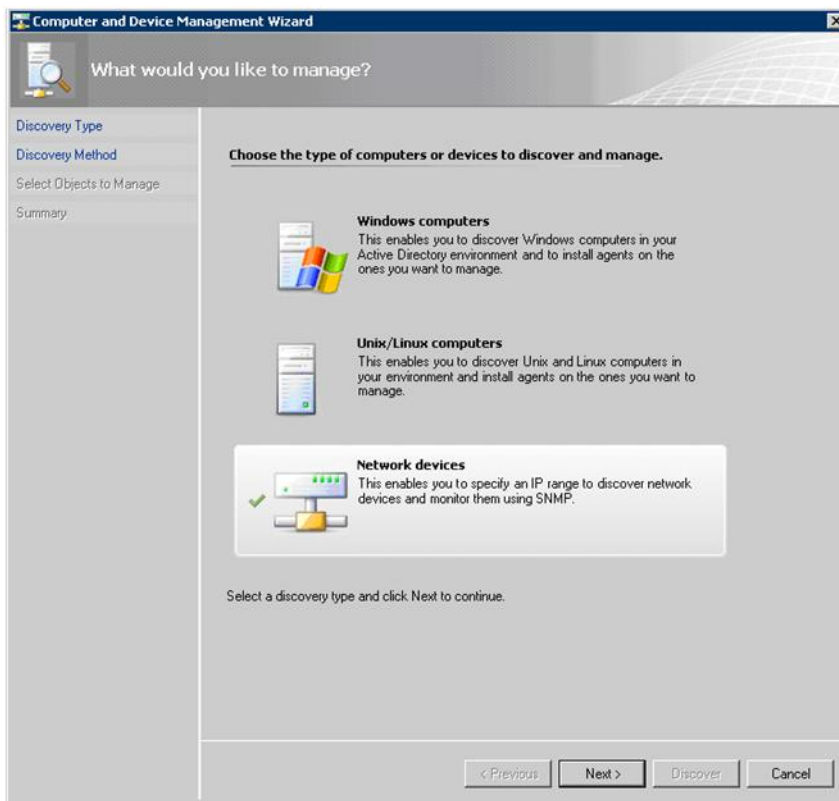 Computer and Device Management Wizard
What would you like to manage?
Discovery Type
Discovery Method
Select Objects to Manage
Summary
Choose the type of computers or devices to discover and manage.
Windows computers
This enables you to discover Windows computers in your
Active Directory environment and to install agents on the
ones you want to manage.
Unix/Linux computers
This enables you to discover Unix and Linux computers in
your environment and install agents on the ones you want to
manage.
Network devices
This enables you to specify an IP range to discover network
devices and monitor them using SNMP.
Select a discovery type and click Next to continue.
< Previous
Next >
Discover
Cancel